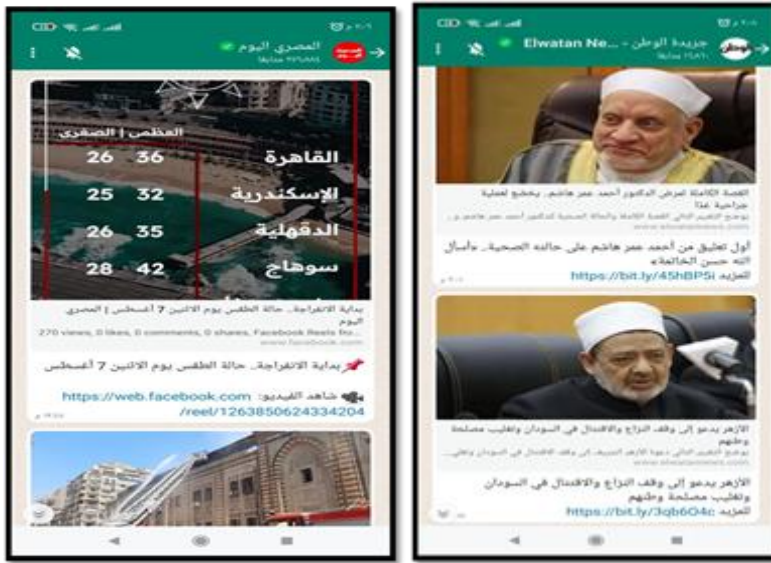 المصري اليوم
العظمى | الصغرى
القاهرة 36 26
الإسكندرية 32 25
الدقهلية 35 26
سوهاج 42 28
بداية الانفراجة.. حالة الطقس يوم الاثنين 7 أغسطس | المصري
اليوم
270 views, 0 likes, 0 comments, 0 shares, Facebook Reels fro...
www.facebook.com
بداية الانفراجة.. حالة الطقس يوم الاثنين 7 أغسطس
شاهد الفيديو: https://web.facebook.com
/reel/1263850624334204
جريدة الوطن - Elwatan Ne...
الوطن
القصة الكاملة لمرض الدكتور أحمد عمر هاشم.. يخضع لعملية
جراحية غدًا
www.elwatannews.com
أول تعليق من أحمد عمر هاشم على حالته الصحية.. وأسأل
الله حسن الخاتمة
للمزيد https://bit.ly/45hBP5i
الأزهر يدعو إلى وقف النزاع والاقتتال في السودان وتغليب مصلحة
وطنهم
www.elwatannews.com
الأزهر يدعو إلى وقف النزاع والاقتتال في السودان
وتغليب مصلحة وطنهم
للمزيد https://bit.ly/3qb6O4c